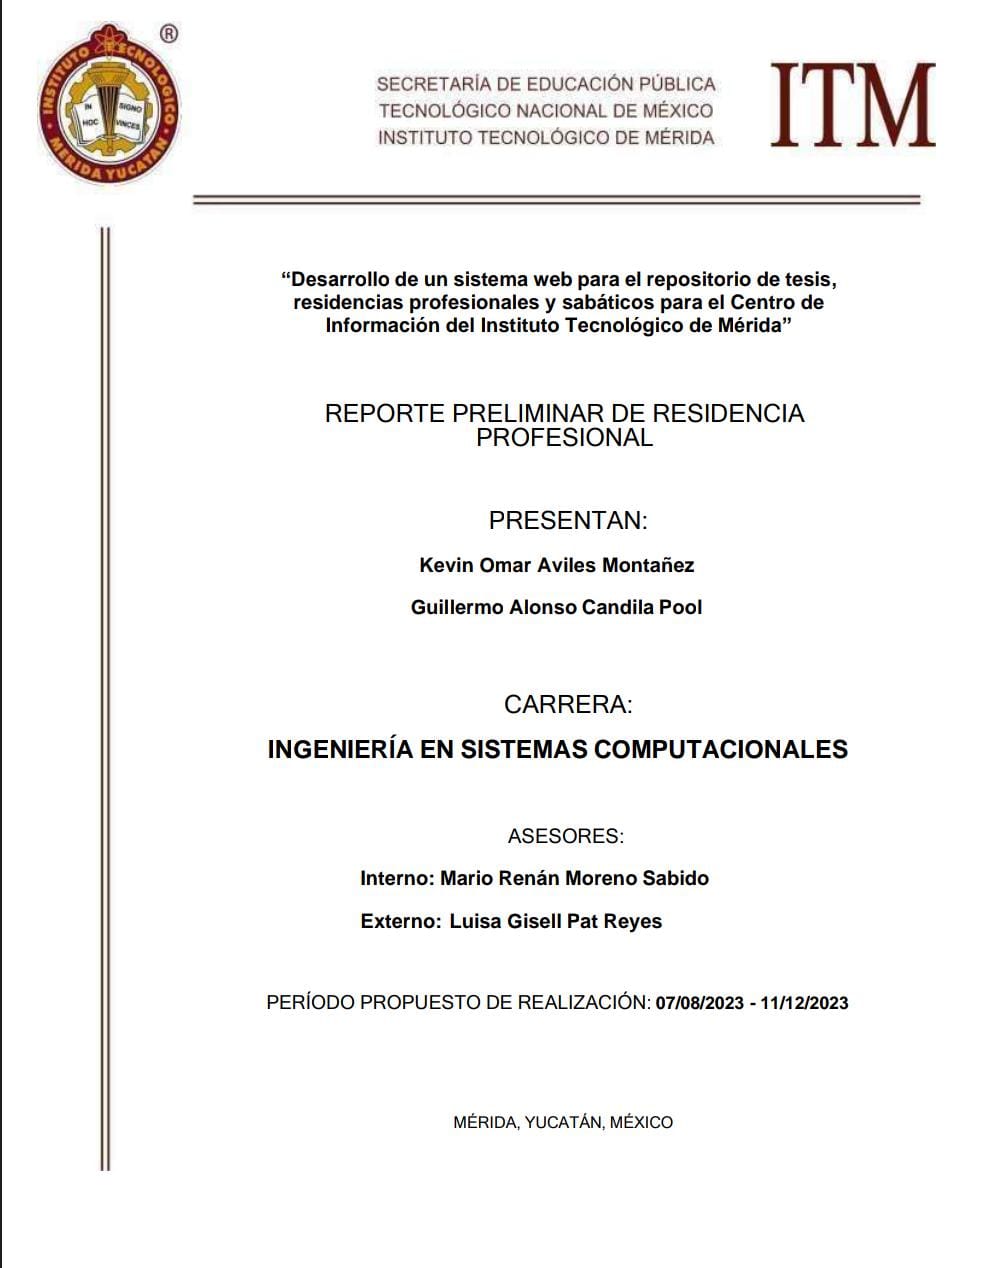 INSTITUTO TECNOLOGICO
MERIDA YUCATAN
IN
HOC
SIGNO
VINCES
®
SECRETARÍA DE EDUCACIÓN PÚBLICA
TECNOLÓGICO NACIONAL DE MÉXICO
INSTITUTO TECNOLÓGICO DE MÉRIDA
ITM
“Desarrollo de un sistema web para el repositorio de tesis,
residencias profesionales y sabáticos para el Centro de
Información del Instituto Tecnológico de Mérida”
REPORTE PRELIMINAR DE RESIDENCIA
PROFESIONAL
PRESENTAN:
Kevin Omar Aviles Montañez
Guillermo Alonso Candila Pool
CARRERA:
INGENIERÍA EN SISTEMAS COMPUTACIONALES
ASESORES:
Interno: Mario Renán Moreno Sabido
Externo: Luisa Gisell Pat Reyes
PERÍODO PROPUESTO DE REALIZACIÓN: 07/08/2023 - 11/12/2023
MÉRIDA, YUCATÁN, MÉXICO